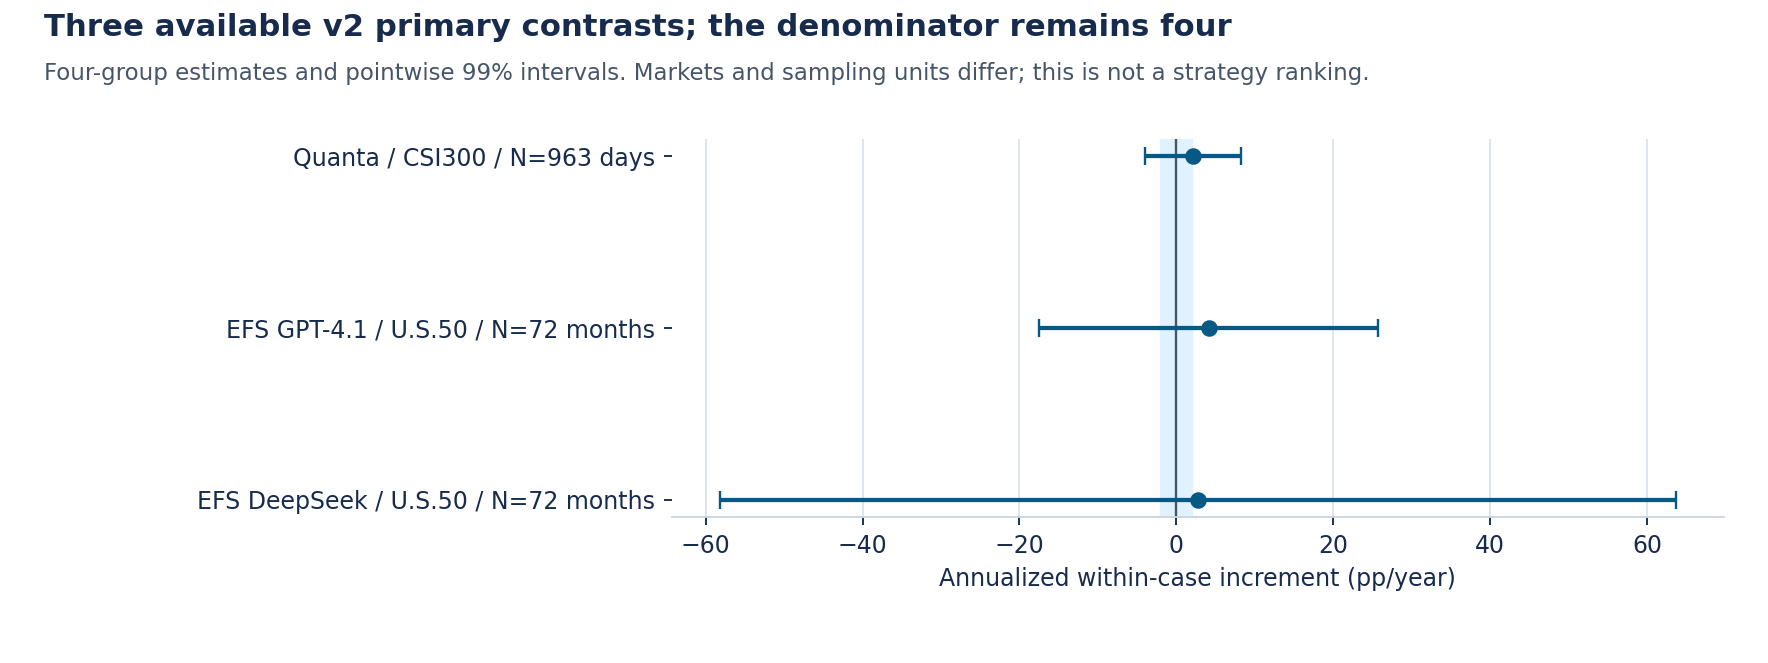 Three available v2 primary contrasts; the denominator remains four
Four-group estimates and pointwise 99% intervals. Markets and sampling units differ; this is not a strategy ranking.
Quanta / CSI300 / N=963 days
EFS GPT-4.1 / U.S.50 / N=72 months
EFS DeepSeek / U.S.50 / N=72 months
−60 −40 −20 0 20 40 60
Annualized within-case increment (pp/year)